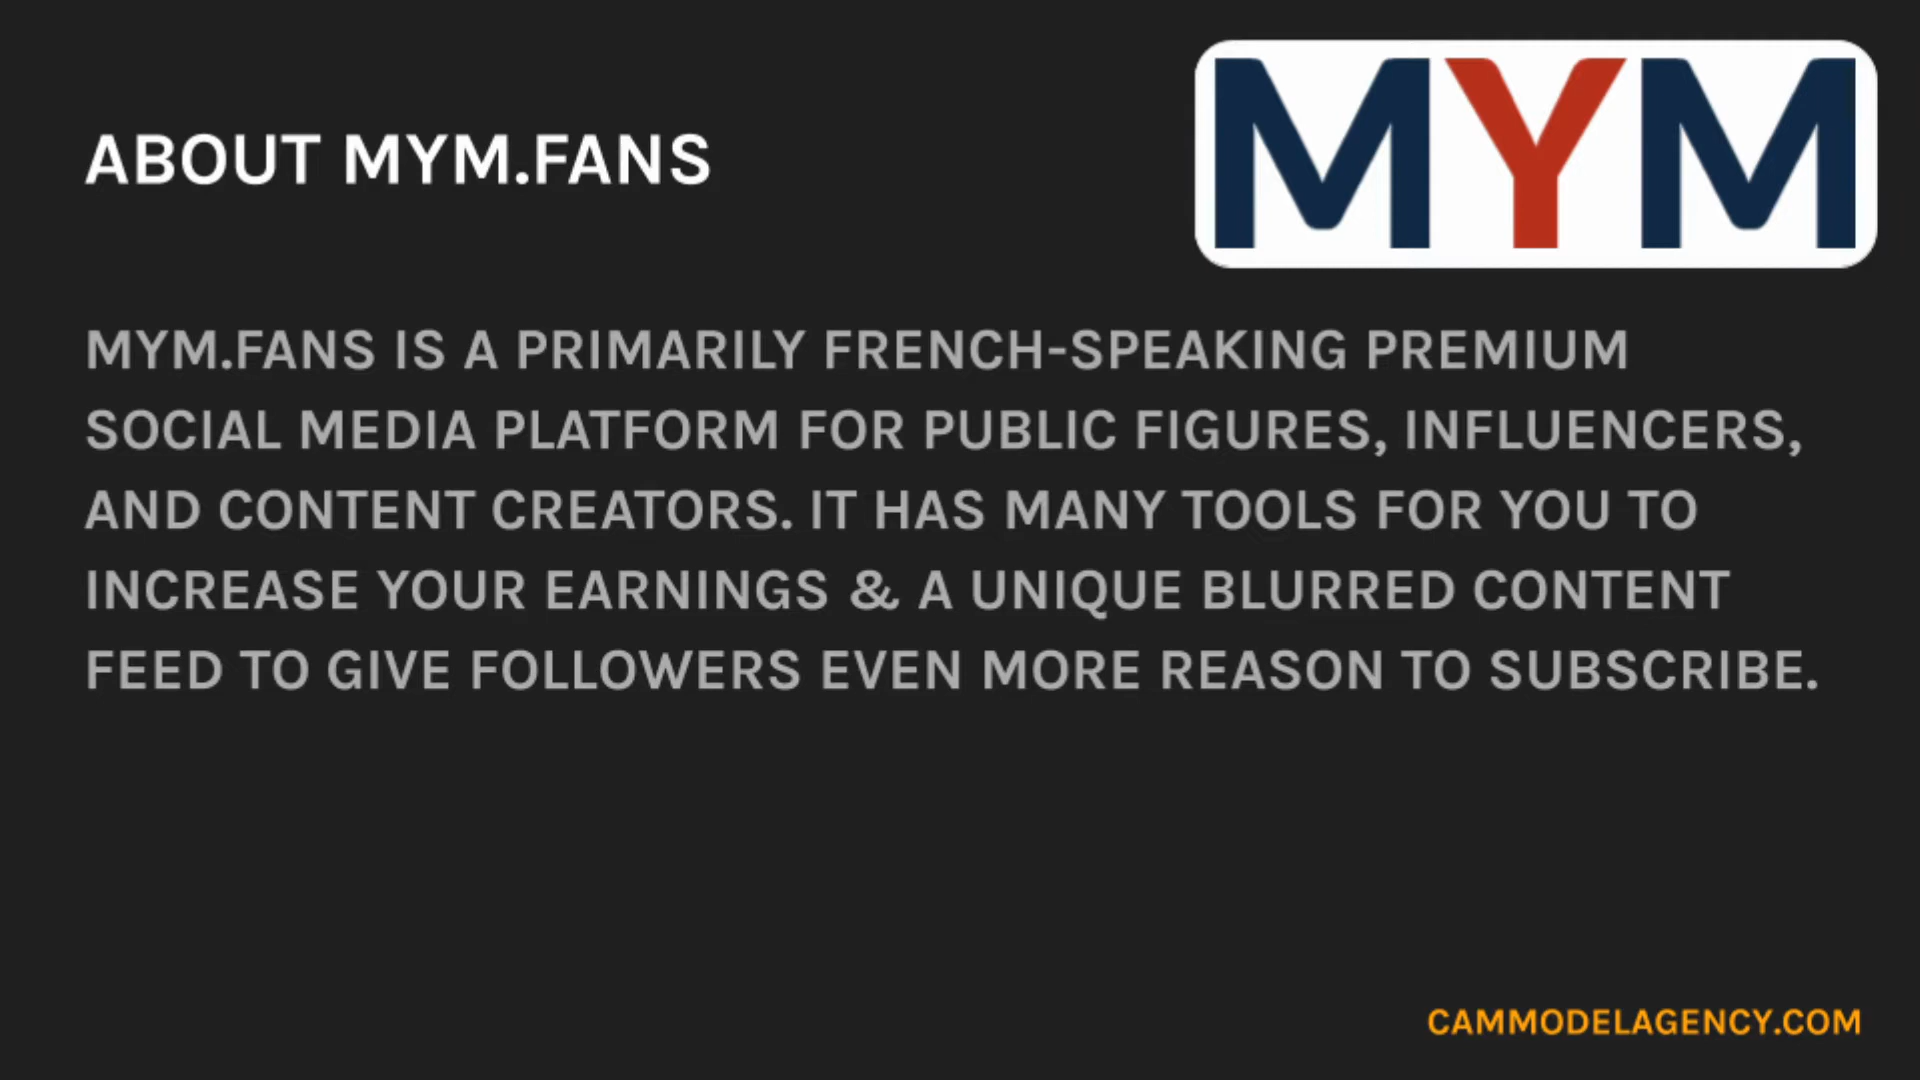 MYM
ABOUT MYM.FANS
MYM.FANS IS A PRIMARILY FRENCH-SPEAKING PREMIUM
SOCIAL MEDIA PLATFORM FOR PUBLIC FIGURES, INFLUENCERS,
AND CONTENT CREATORS. IT HAS MANY TOOLS FOR YOU TO
INCREASE YOUR EARNINGS & A UNIQUE BLURRED CONTENT
FEED TO GIVE FOLLOWERS EVEN MORE REASON TO SUBSCRIBE.
CAMMODELAGENCY.COM